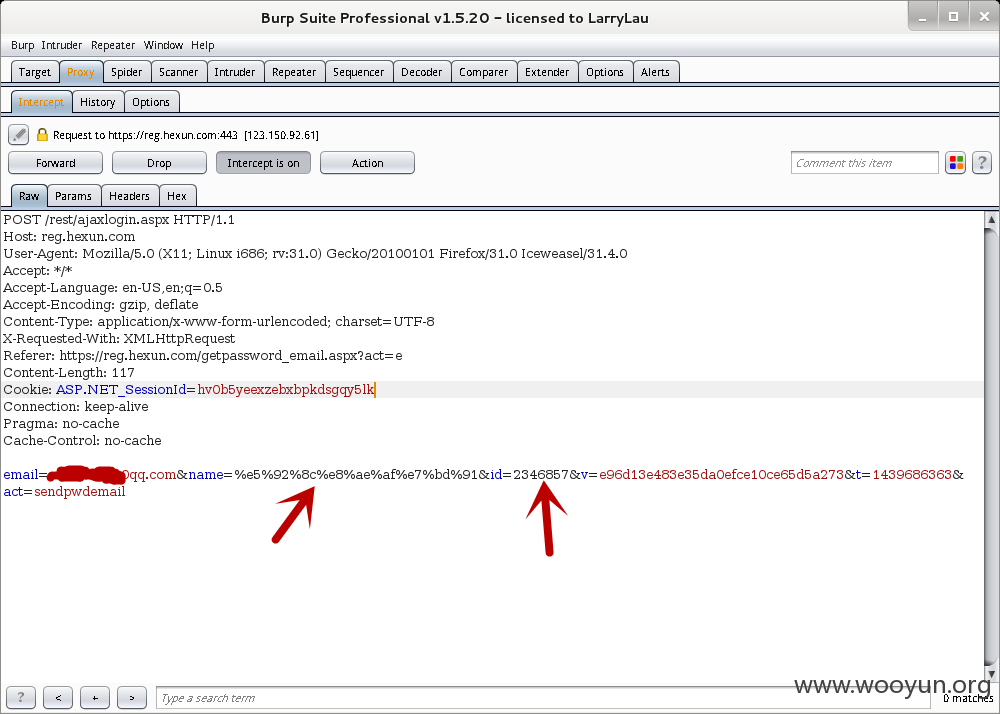 Burp Suite Professional v1.5.20 - licensed to LarryLau
Burp Intruder Repeater Window Help
Target Proxy Spider Scanner Intruder Repeater Sequencer Decoder Comparer Extender Options Alerts
Intercept History Options
Request to https://reg.hexun.com:443 [123.150.92.61]
Forward Drop Intercept is on Action Comment this item ?
Raw Params Headers Hex
POST /rest/ajaxlogin.aspx HTTP/1.1
Host: reg.hexun.com
User-Agent: Mozilla/5.0 (X11; Linux i686; rv:31.0) Gecko/20100101 Firefox/31.0 Iceweasel/31.4.0
Accept: */*
Accept-Language: en-US,en;q=0.5
Accept-Encoding: gzip, deflate
Content-Type: application/x-www-form-urlencoded; charset=UTF-8
X-Requested-With: XMLHttpRequest
Referer: https://reg.hexun.com/getpassword_email.aspx?act=e
Content-Length: 117
Cookie: ASP.NET_SessionId=hv0b5yeexzebxbpkdsgqy5lk
Connection: keep-alive
Pragma: no-cache
Cache-Control: no-cache
email= qq.com&name=%e5%92%8c%e8%ae%af%e7%bd%91&id=2346857&v=e96d13e483e35da0efce10ce65d5a273&t=1439686363&
act=sendpwdemail
? < + > Type a search term 0 matches
www.wooyun.org